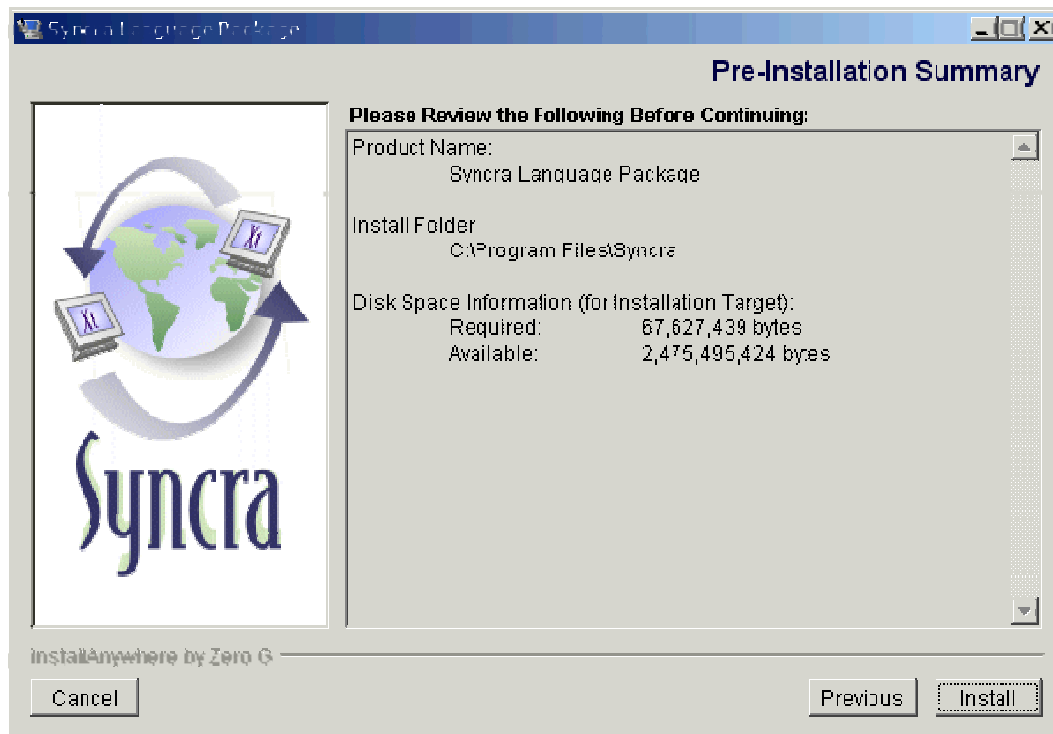 Syncra Language Package
Pre-Installation Summary
Please Review the Following Before Continuing:
Product Name:
Syncra Language Package
Install Folder
C:\Program Files\Syncra
Disk Space Information (for Installation Target):
Required: 67,627,439 bytes
Available: 2,475,495,424 bytes
Xt
Xt
Syncra
InstallAnywhere by Zero G
Cancel
Previous
Install